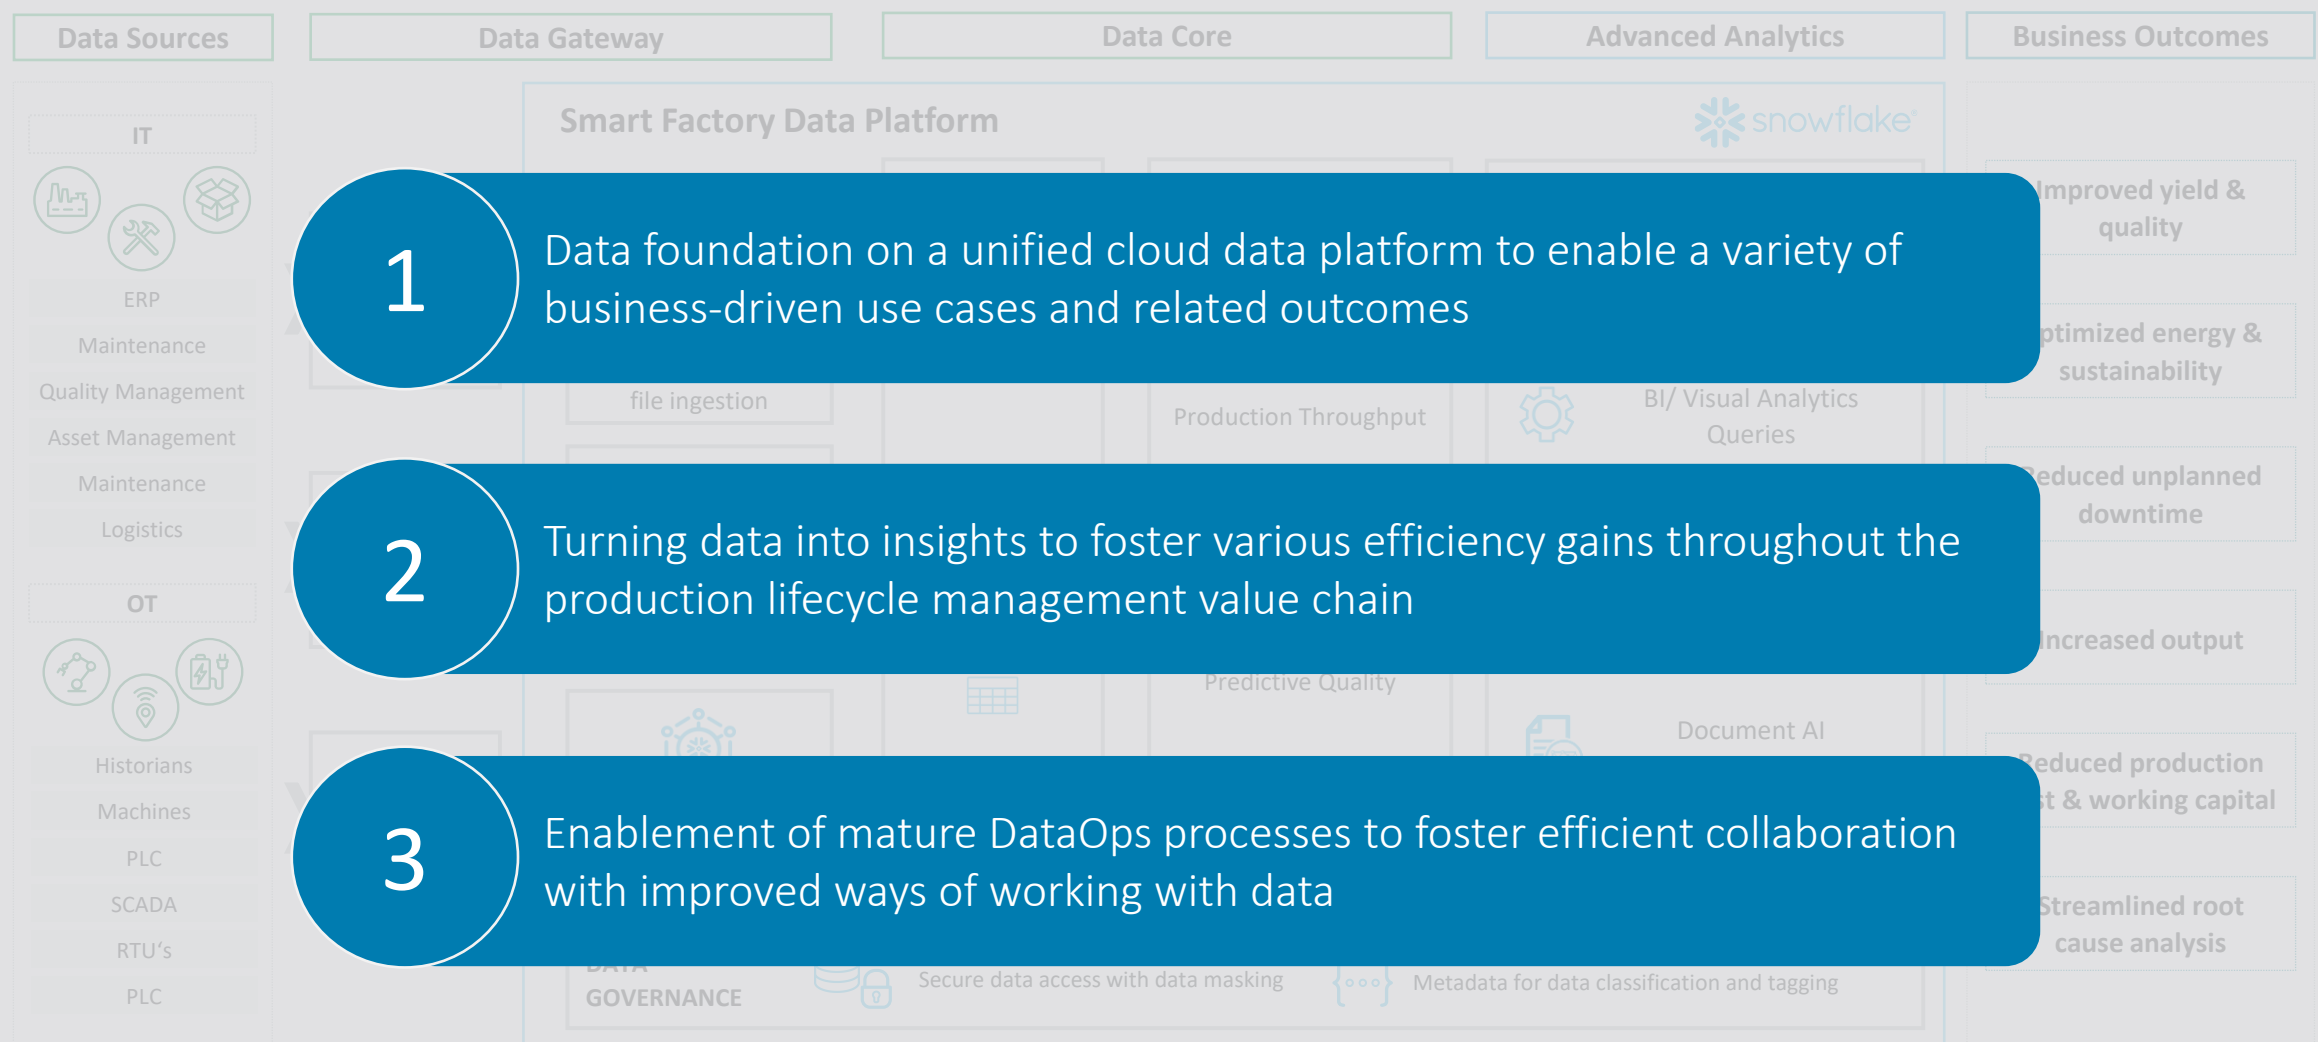 Data Sources
Data Gateway
Data Core
Advanced Analytics
Business Outcomes
IT
ERP
Maintenance
Quality Management
Asset Management
Maintenance
Logistics
OT
Historians
Machines
PLC
SCADA
RTU‘s
PLC
Smart Factory Data Platform
snowflake®
1
Data foundation on a unified cloud data platform to enable a variety of
business-driven use cases and related outcomes
file ingestion
Production Throughput
BI/ Visual Analytics
Queries
2
Turning data into insights to foster various efficiency gains throughout the
production lifecycle management value chain
Predictive Quality
Document AI
3
Enablement of mature DataOps processes to foster efficient collaboration
with improved ways of working with data
DATA
GOVERNANCE
Secure data access with data masking
Metadata for data classification and tagging
Improved yield &
quality
Optimized energy &
sustainability
Reduced unplanned
downtime
Increased output
Reduced production
& working capital
Streamlined root
cause analysis